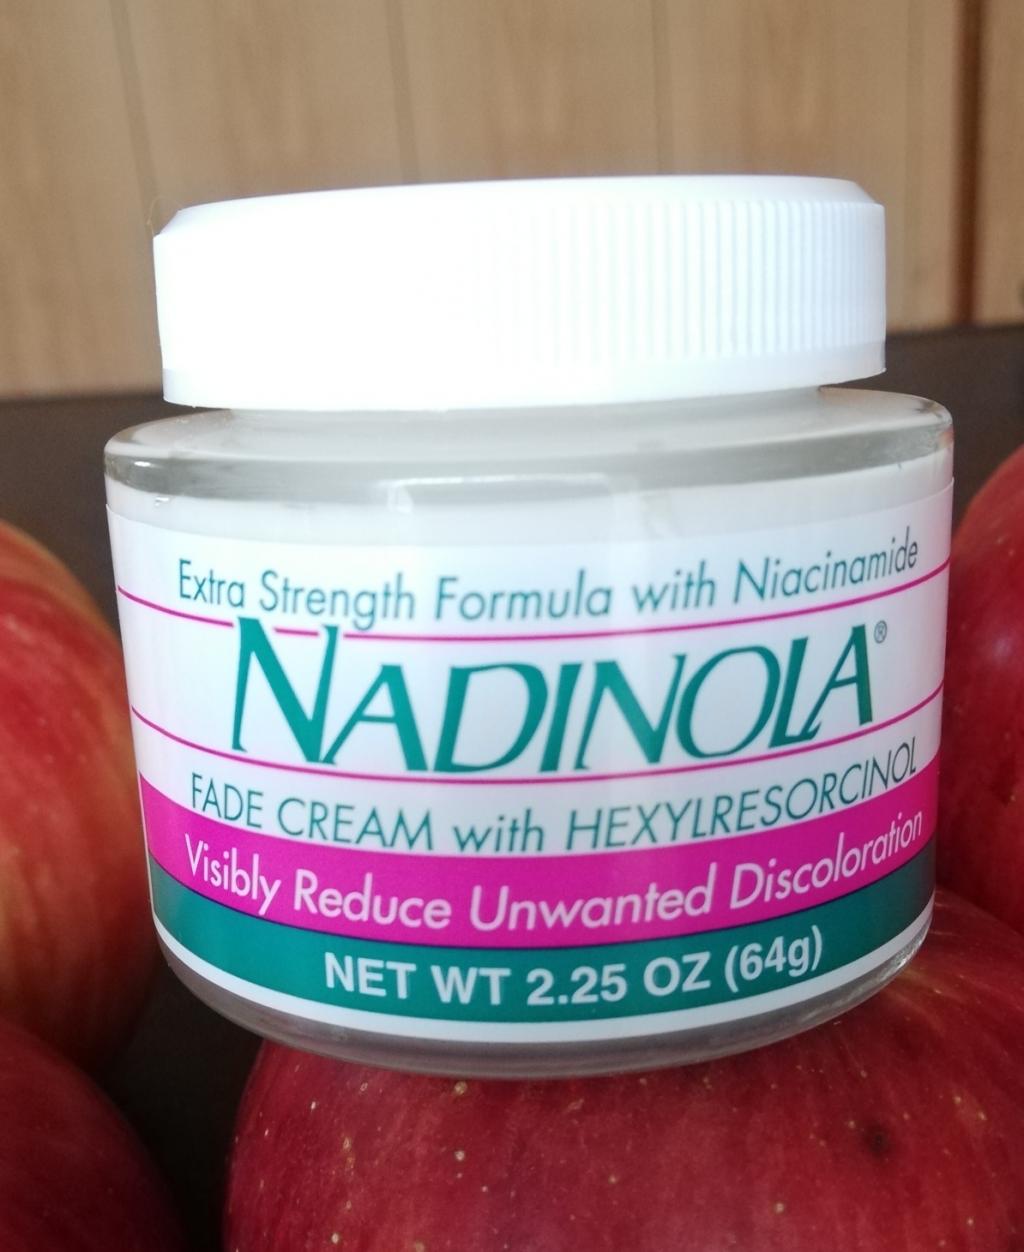 Extra Strength Formula with Niacinamide
NADINOLA®
FADE CREAM with HEXYLRESORCINOL
Visibly Reduce Unwanted Discoloration
NET WT 2.25 OZ (64g)